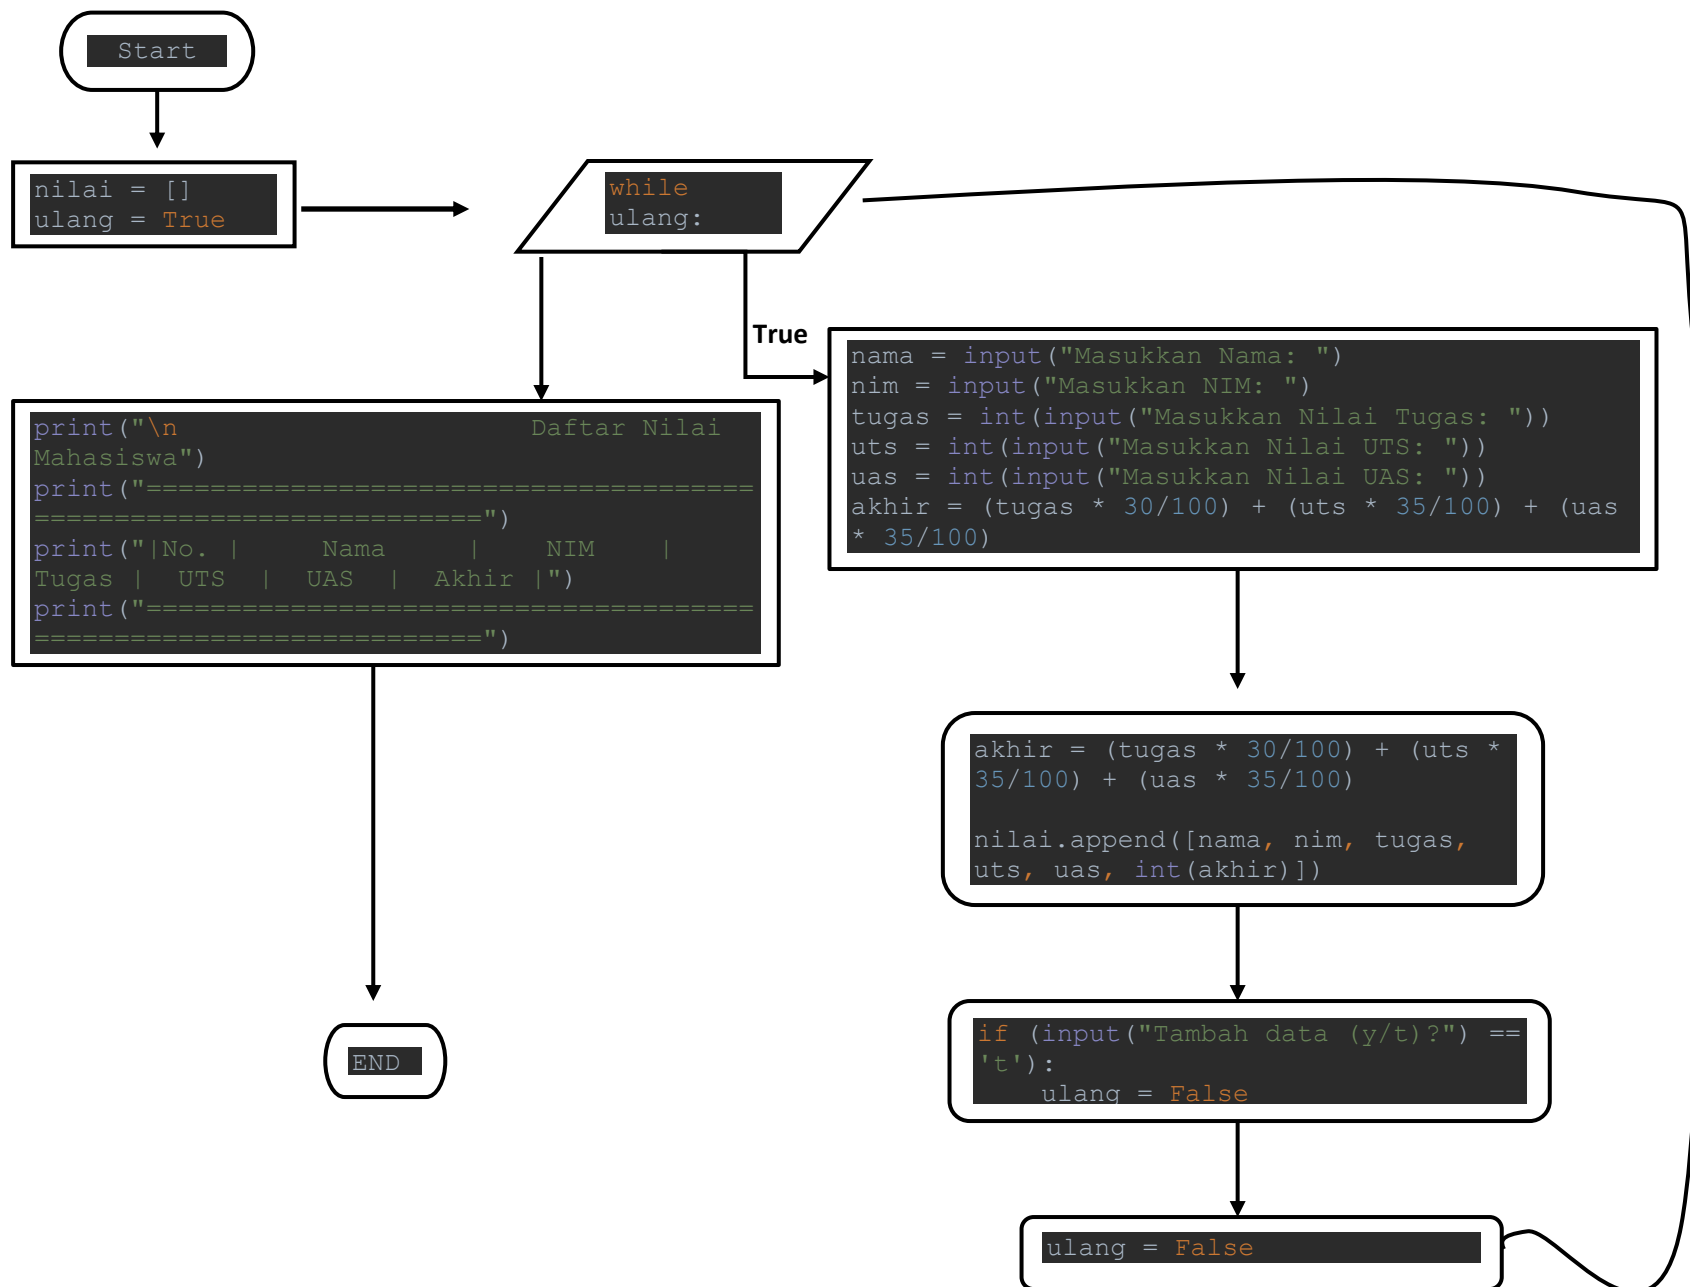 Start
nilai = []
ulang = True
while
ulang:
True
nama = input("Masukkan Nama: ")
nim = input("Masukkan NIM: ")
tugas = int(input("Masukkan Nilai Tugas: "))
uts = int(input("Masukkan Nilai UTS: "))
uas = int(input("Masukkan Nilai UAS: "))
akhir = (tugas * 30/100) + (uts * 35/100) + (uas
* 35/100)
print("\n                      Daftar Nilai
Mahasiswa")
print("======================================
============================")
print("|No. |     Nama     |    NIM    |
Tugas |  UTS  |  UAS  |  Akhir |")
print("======================================
============================")
akhir = (tugas * 30/100) + (uts *
35/100) + (uas * 35/100)
nilai.append([nama, nim, tugas,
uts, uas, int(akhir)])
if (input("Tambah data (y/t)?") ==
't'):
    ulang = False
END
ulang = False